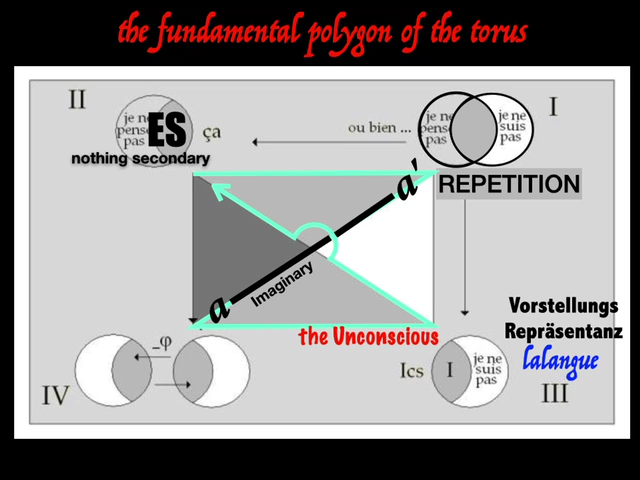 the fundamental polygon of the torus
II
je ne
pense
pas
ES
ça
nothing secondary
ou bien ...
je ne
pense
pas
je ne
suis
pas
I
a'
REPETITION
Imaginary
a
the Unconscious
Vorstellungs
Repräsentanz
lalangue
_φ
IV
Ics
I
je ne
suis
pas
III